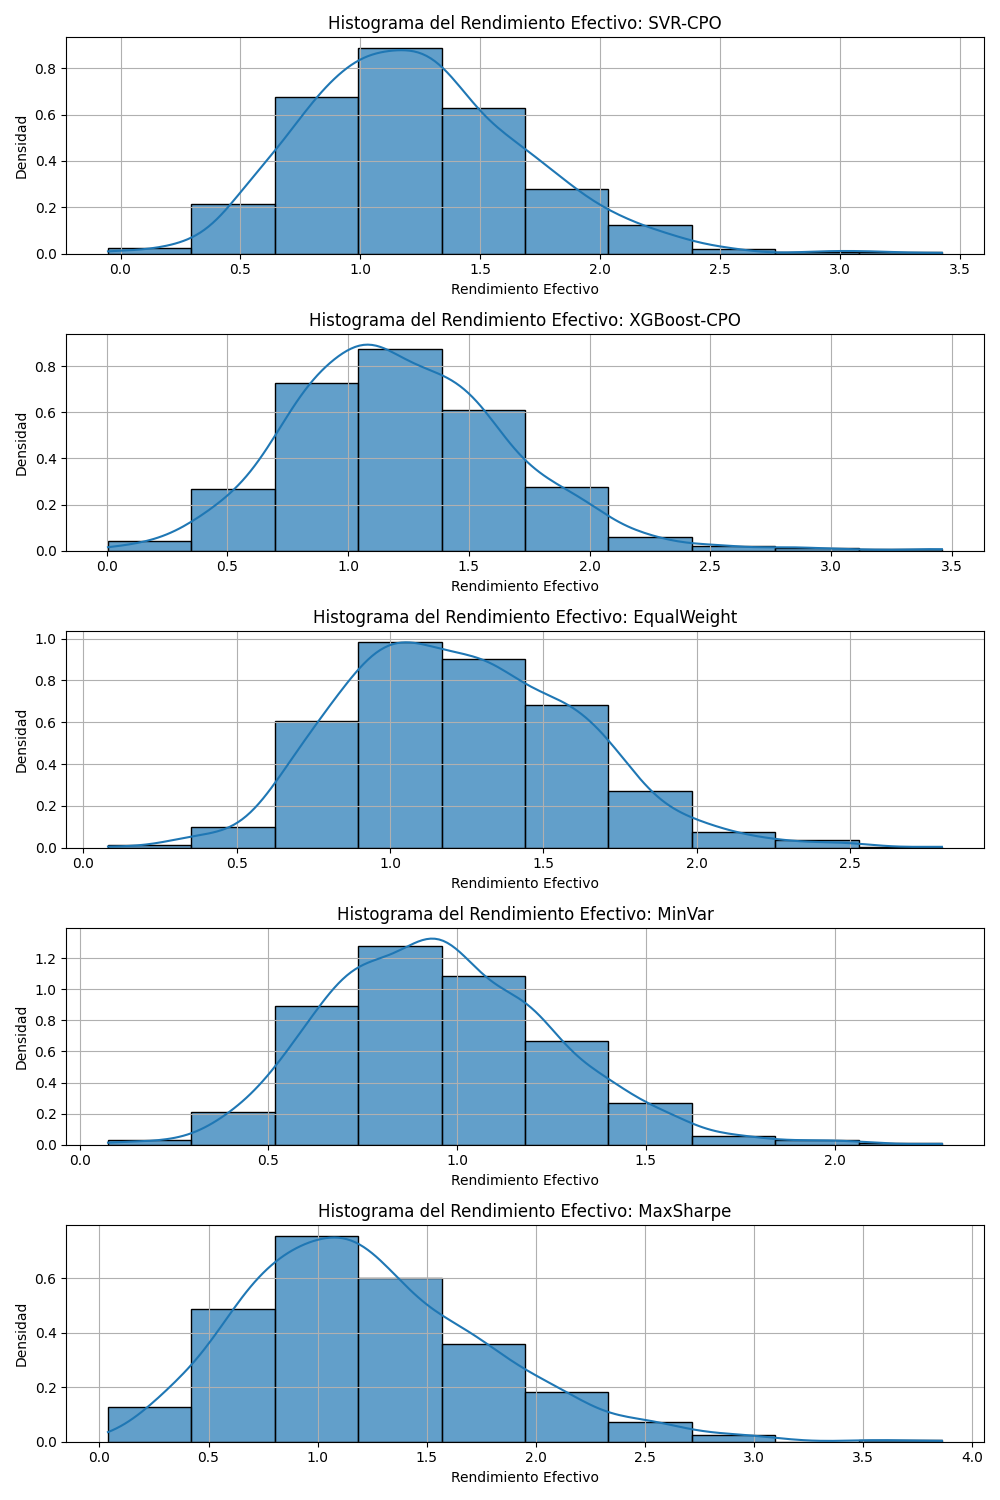 Histograma del Rendimiento Efectivo: SVR-CPO
0.8
0.6
0.4
0.2
0.0
Densidad
0.0 0.5 1.0 1.5 2.0 2.5 3.0 3.5
Rendimiento Efectivo
Histograma del Rendimiento Efectivo: XGBoost-CPO
0.8
0.6
0.4
0.2
0.0
Densidad
0.0 0.5 1.0 1.5 2.0 2.5 3.0 3.5
Rendimiento Efectivo
Histograma del Rendimiento Efectivo: EqualWeight
1.0
0.8
0.6
0.4
0.2
0.0
Densidad
0.0 0.5 1.0 1.5 2.0 2.5
Rendimiento Efectivo
Histograma del Rendimiento Efectivo: MinVar
1.2
1.0
0.8
0.6
0.4
0.2
0.0
Densidad
0.0 0.5 1.0 1.5 2.0
Rendimiento Efectivo
Histograma del Rendimiento Efectivo: MaxSharpe
0.6
0.4
0.2
0.0
Densidad
0.0 0.5 1.0 1.5 2.0 2.5 3.0 3.5 4.0
Rendimiento Efectivo